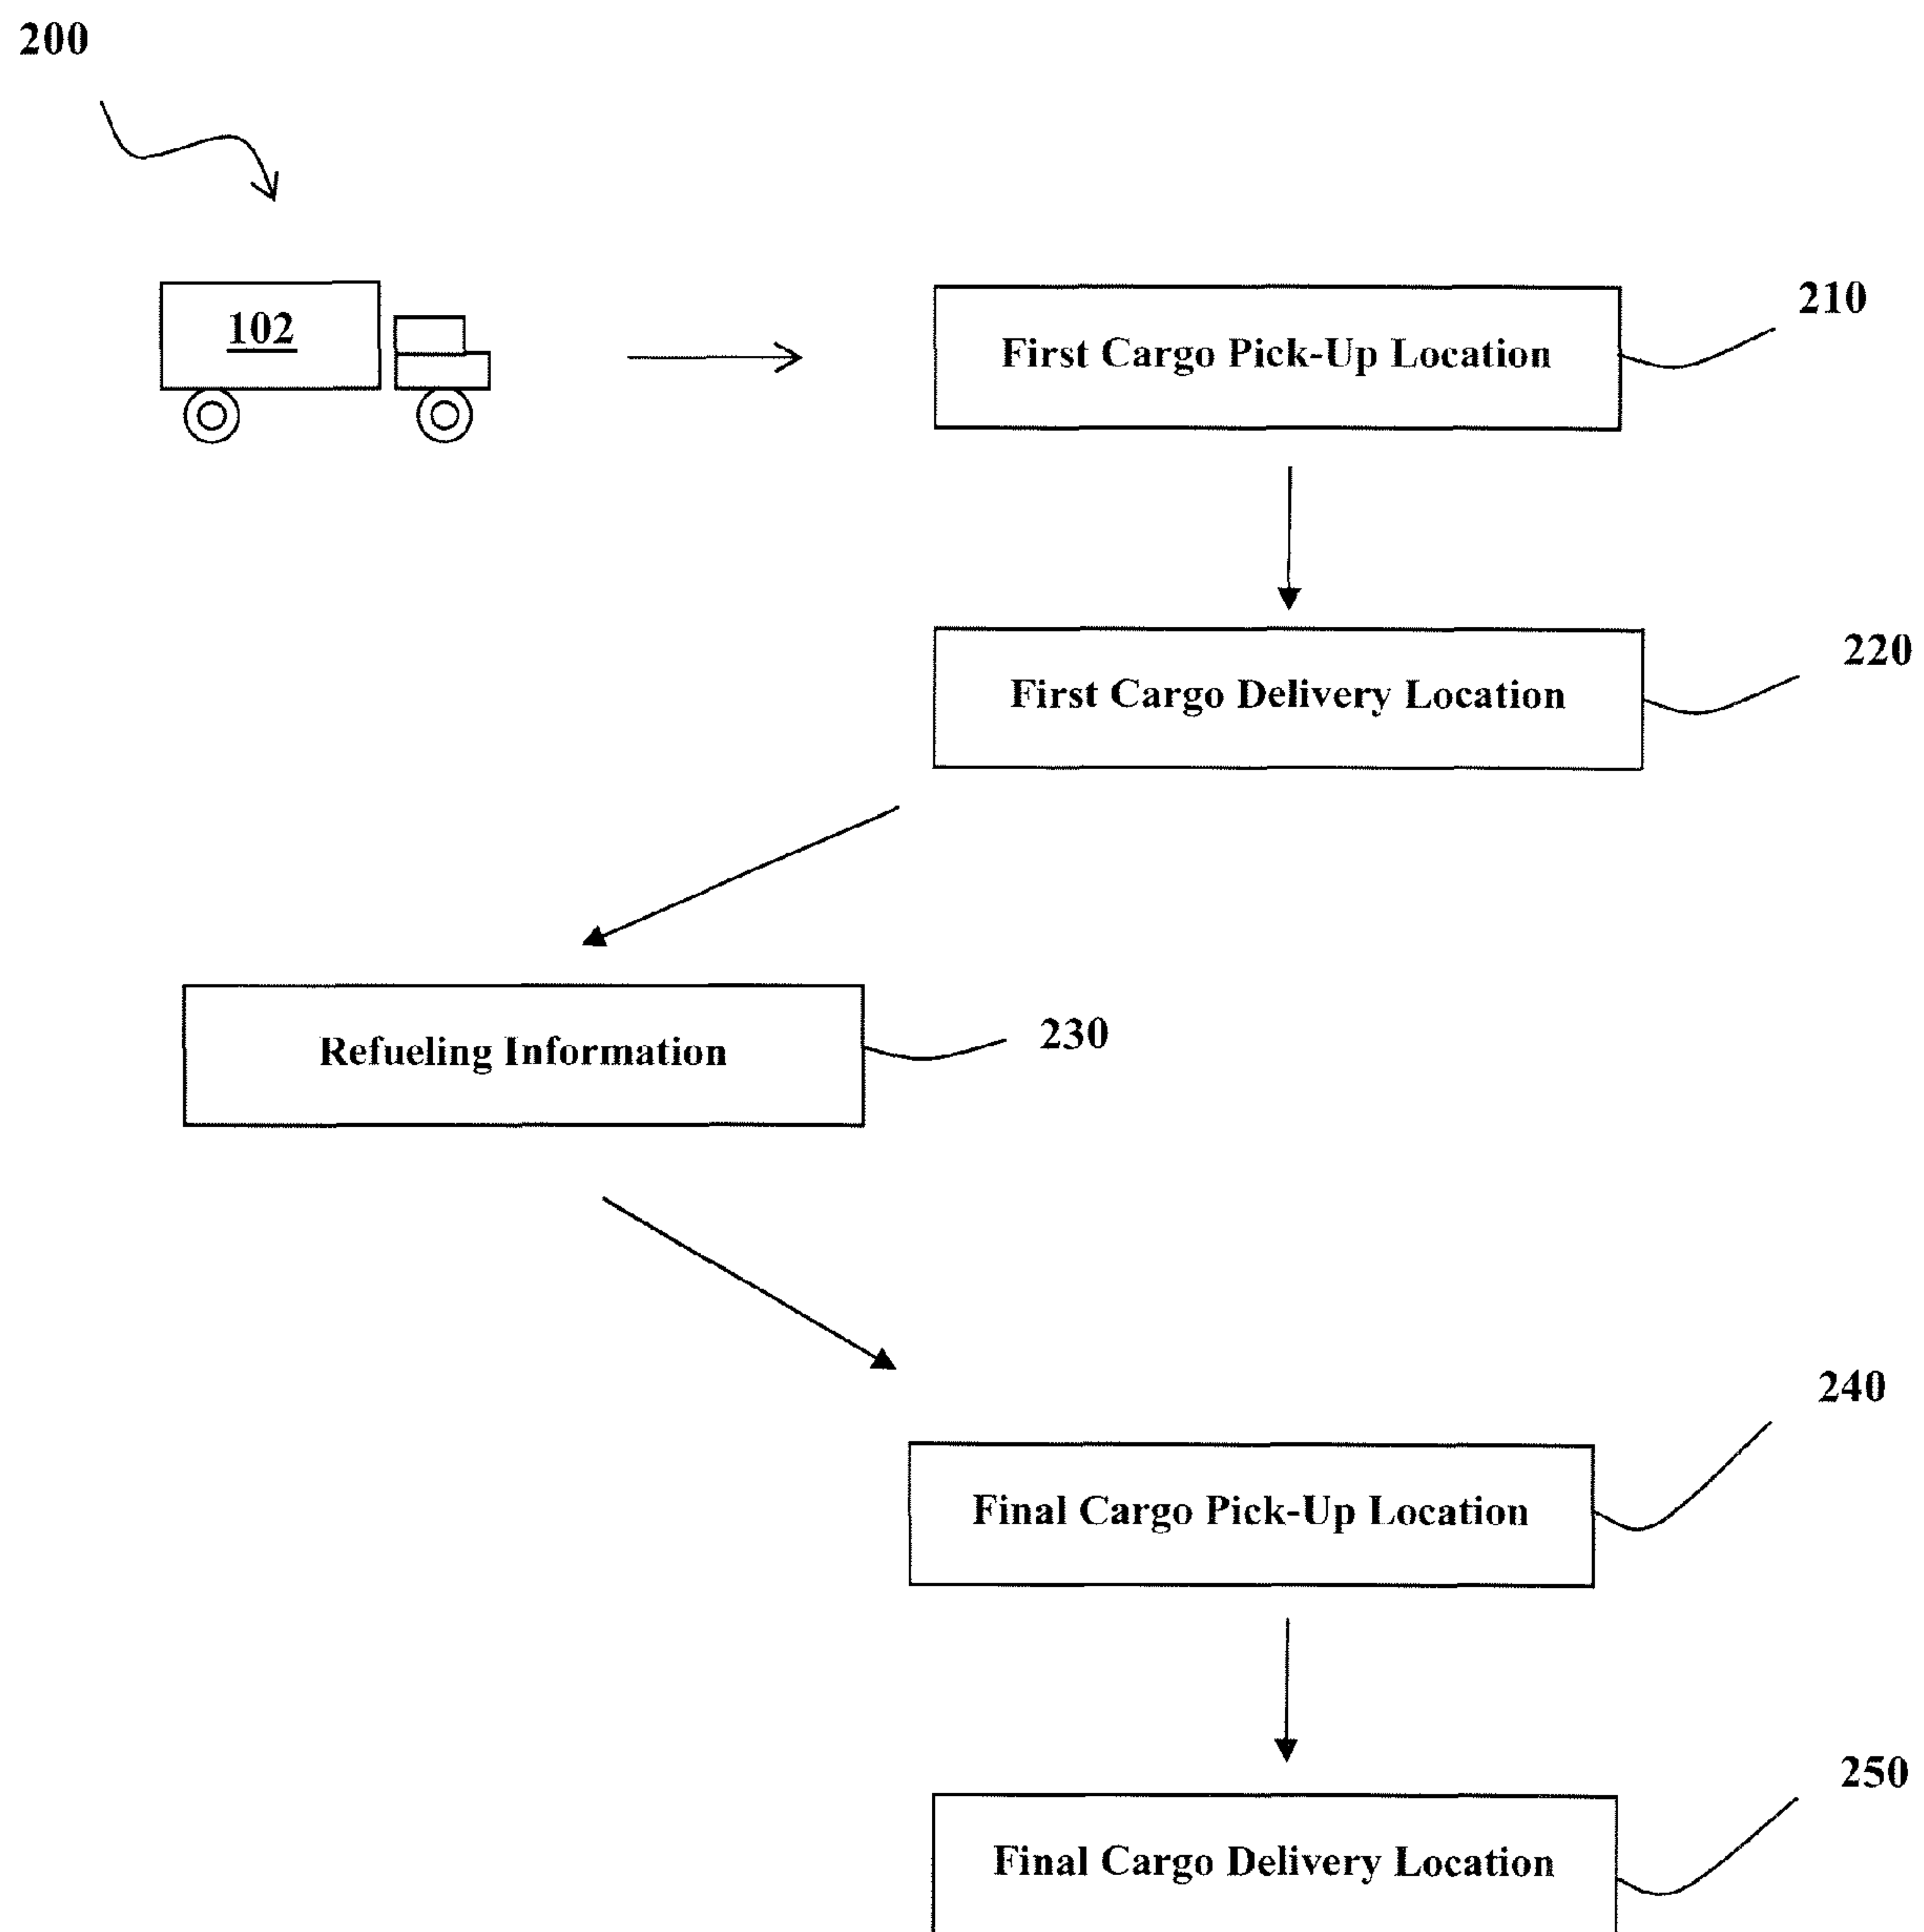 200
102
First Cargo Pick-Up Location
210
First Cargo Delivery Location
220
Refueling Information
230
240
Final Cargo Pick-Up Location
250
Final Cargo Delivery Location